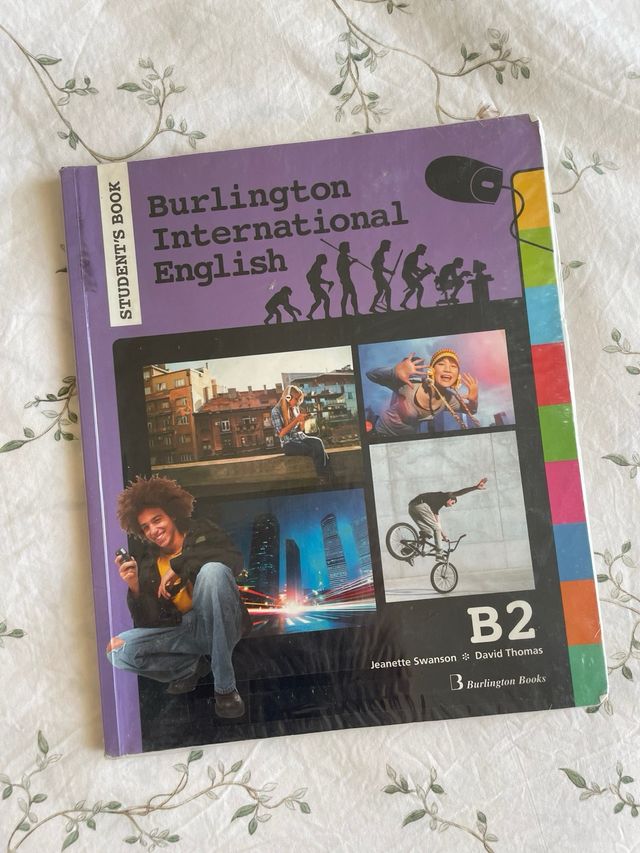 STUDENT'S BOOK
Burlington
International
English
B2
Jeanette Swanson ✻ David Thomas
B Burlington Books